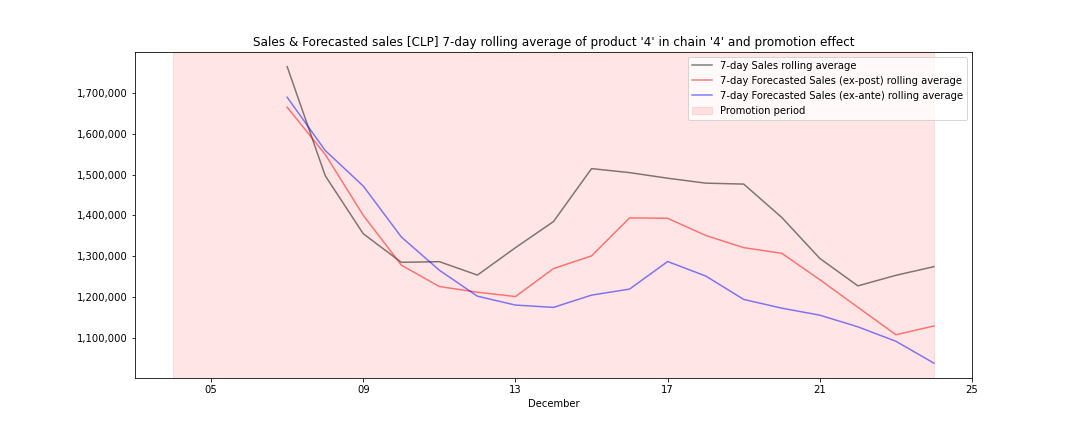 Sales & Forecasted sales [CLP] 7-day rolling average of product '4' in chain '4' and promotion effect
7-day Sales rolling average
7-day Forecasted Sales (ex-post) rolling average
7-day Forecasted Sales (ex-ante) rolling average
Promotion period
1,700,000
1,600,000
1,500,000
1,400,000
1,300,000
1,200,000
1,100,000
05 09 13 17 21 25
December